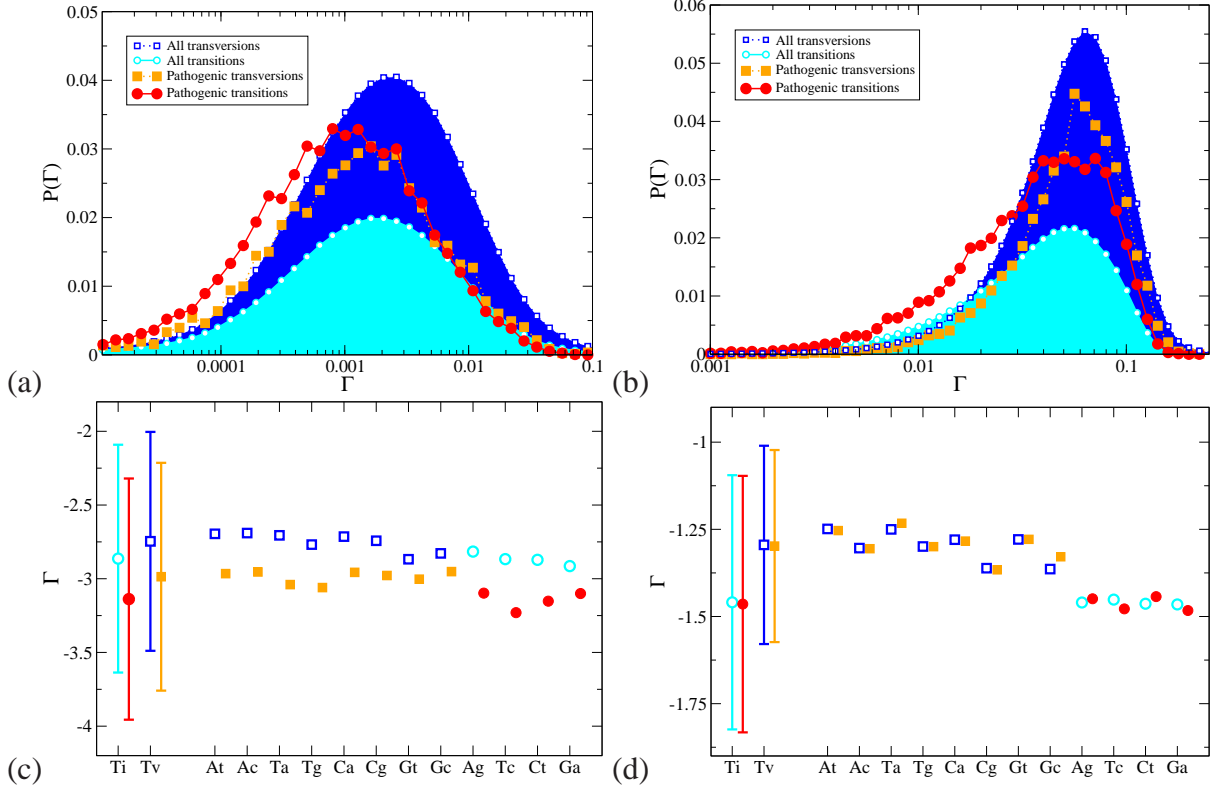 0.05
0.04
0.03
0.02
0.01
0
P(Γ)
All transversions
All transitions
Pathogenic transversions
Pathogenic transitions
0.0001
0.001
0.01
0.1
Γ
(a)
0.06
0.05
0.04
0.03
0.02
0.01
0.00
P(Γ)
All transversions
All transitions
Pathogenic transversions
Pathogenic transitions
0.001
0.01
0.1
Γ
(b)
-2
-2.5
-3
-3.5
-4
Γ
Ti Tv At Ac Ta Tg Ca Cg Gt Gc Ag Tc Ct Ga
(c)
-1
-1.25
-1.5
-1.75
Γ
Ti Tv At Ac Ta Tg Ca Cg Gt Gc Ag Tc Ct Ga
(d)